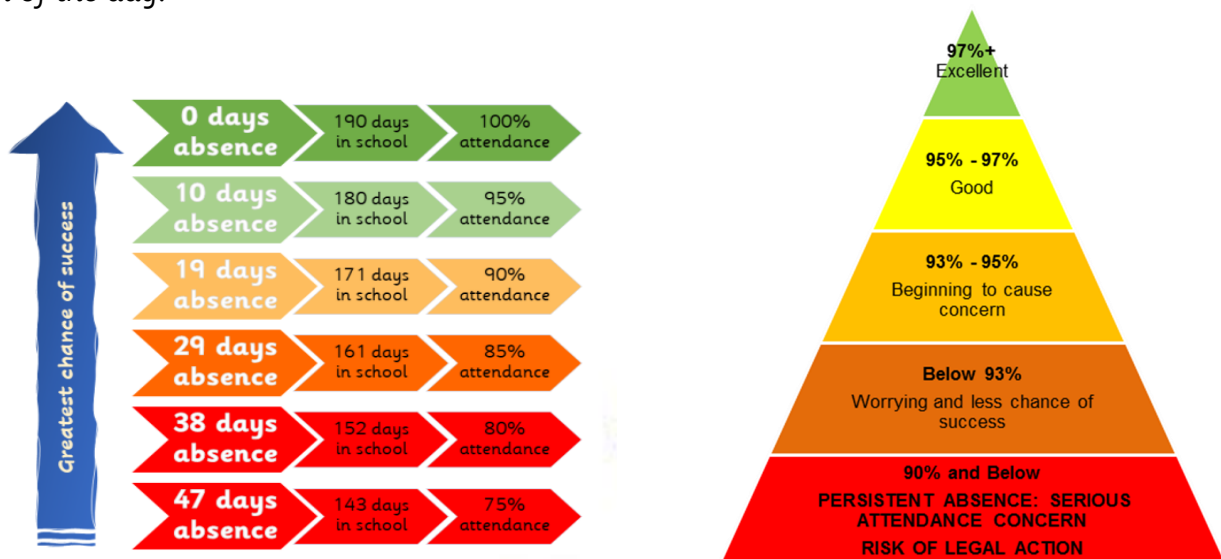 of the day.
Greatest chance of success
0 days
absence
190 days
in school
100%
attendance
10 days
absence
180 days
in school
95%
attendance
19 days
absence
171 days
in school
90%
attendance
29 days
absence
161 days
in school
85%
attendance
38 days
absence
152 days
in school
80%
attendance
47 days
absence
143 days
in school
75%
attendance
97%+
Excellent
95% - 97%
Good
93% - 95%
Beginning to cause
concern
Below 93%
Worrying and less chance of
success
90% and Below
PERSISTENT ABSENCE: SERIOUS
ATTENDANCE CONCERN
RISK OF LEGAL ACTION